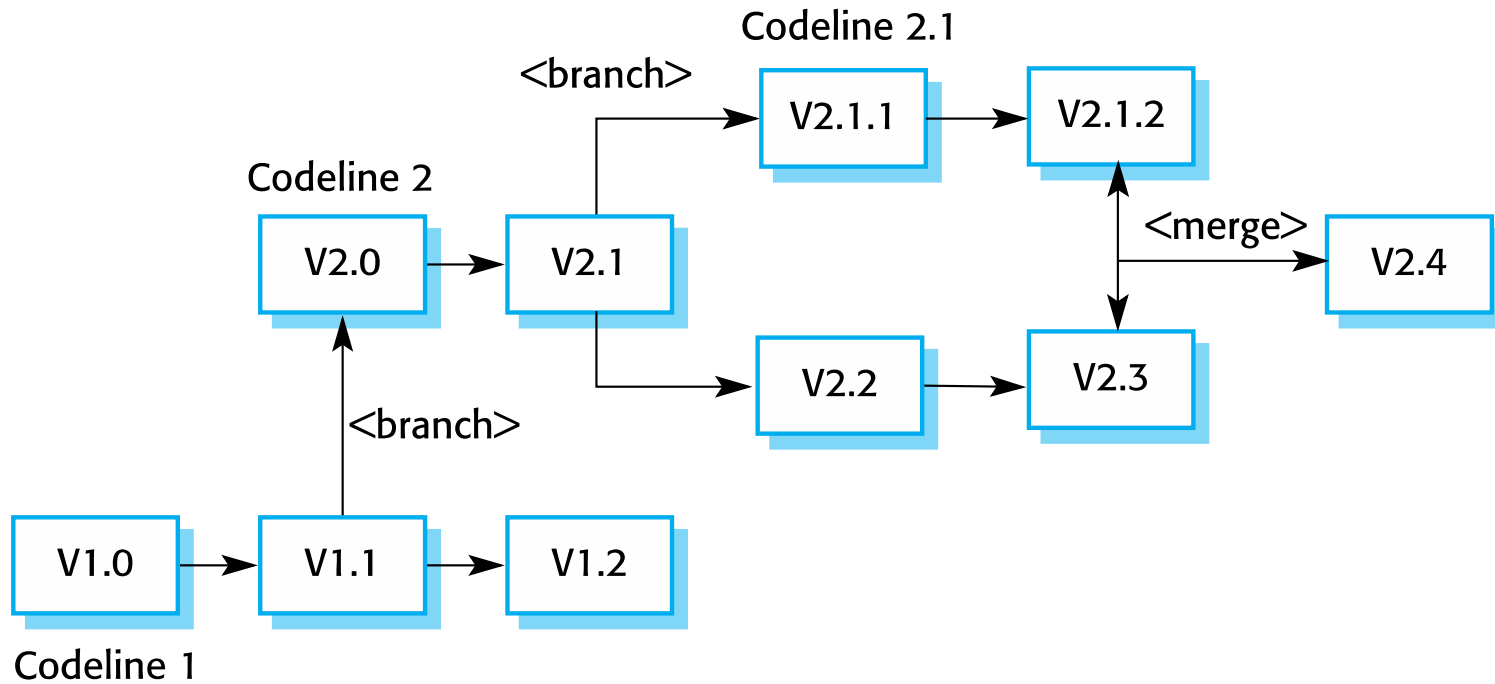 Codeline 2.1
<branch>
V2.1.1
V2.1.2
Codeline 2
V2.0
V2.1
<merge>
V2.4
V2.2
V2.3
<branch>
V1.0
V1.1
V1.2
Codeline 1